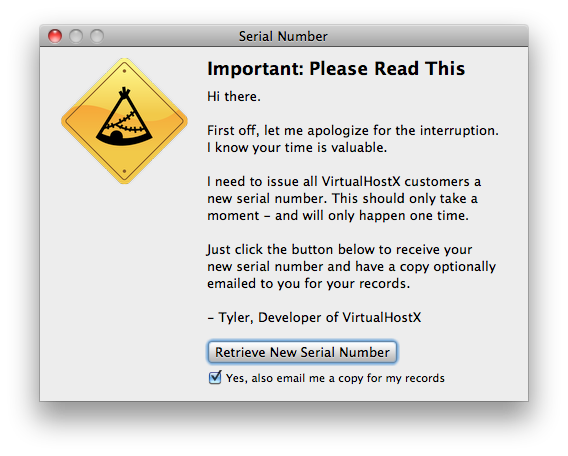 Serial Number
Important: Please Read This
Hi there.
First off, let me apologize for the interruption.
I know your time is valuable.
I need to issue all VirtualHostX customers a
new serial number. This should only take a
moment – and will only happen one time.
Just click the button below to receive your
new serial number and have a copy optionally
emailed to you for your records.
– Tyler, Developer of VirtualHostX
Retrieve New Serial Number
Yes, also email me a copy for my records